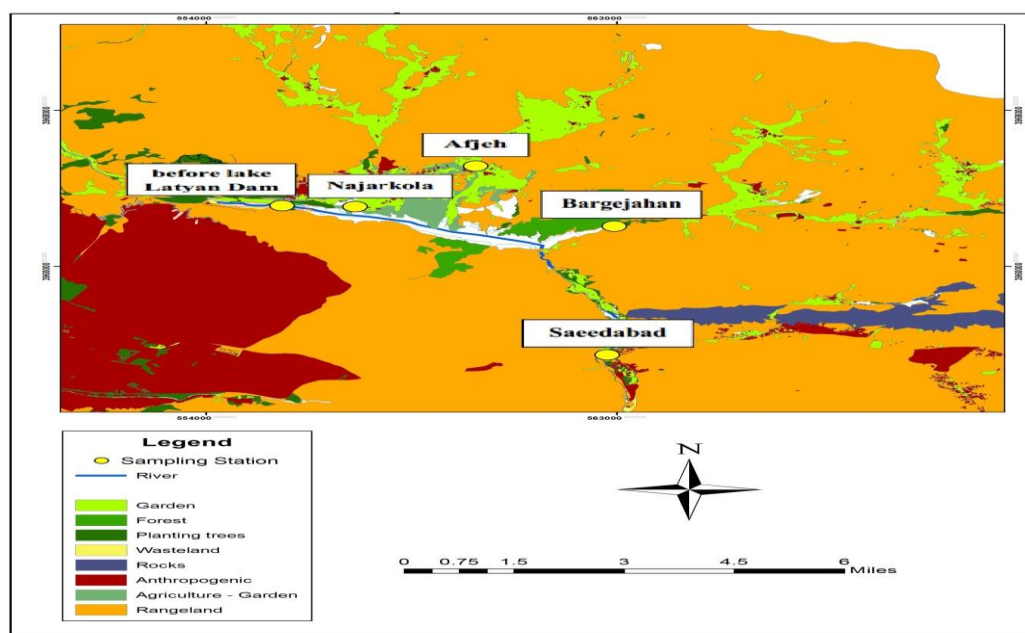 554000
563000
Afjeh
before lake
Latyan Dam
Najarkola
Bargejahan
Saeedabad
554000
563000
Legend
Sampling Station
River
Garden
Forest
Planting trees
Wasteland
Rocks
Anthropogenic
Agriculture - Garden
Rangeland
N
0 0.75 1.5 3 4.5 6
Miles